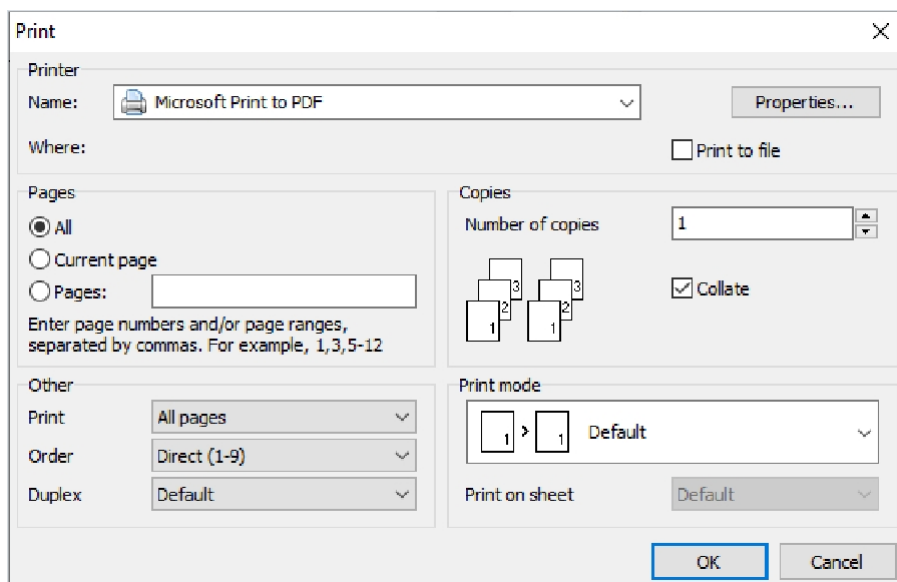 Print
Printer
Name: Microsoft Print to PDF Properties...
Where: Print to file
Pages
All
Current page
Pages:
Enter page numbers and/or page ranges,
separated by commas. For example, 1,3,5-12
Copies
Number of copies 1
3 3
2 2
1 1
Collate
Other
Print All pages
Order Direct (1-9)
Duplex Default
Print mode
1 > 1 Default
Print on sheet Default
OK Cancel